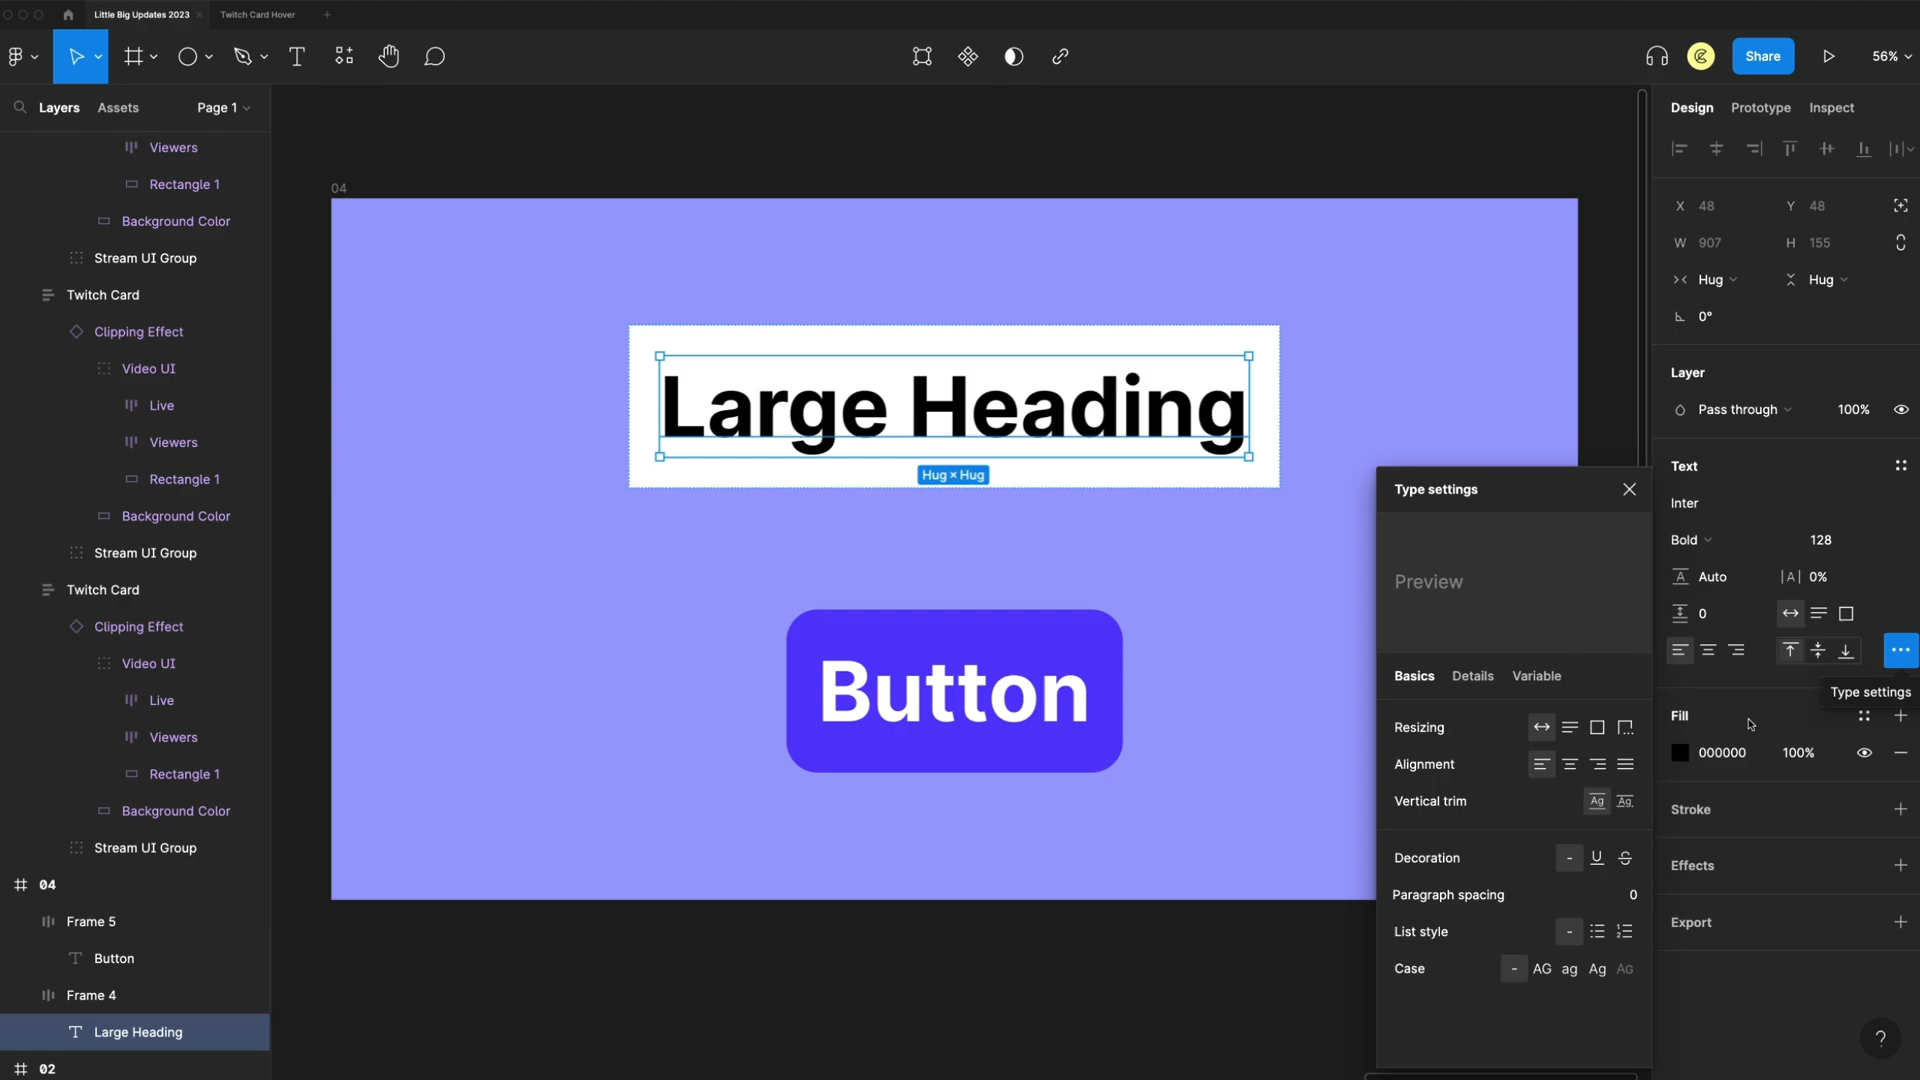 Little Big Updates 2023
Twitch Card Hover
Share
56%
Layers
Assets
Page 1
Design
Prototype
Inspect
Viewers
Rectangle 1
Background Color
Stream UI Group
Twitch Card
Clipping Effect
Video UI
Live
Viewers
Rectangle 1
Background Color
Stream UI Group
Twitch Card
Clipping Effect
Video UI
Live
Viewers
Rectangle 1
Background Color
Stream UI Group
04
Frame 5
Button
Frame 4
Large Heading
02
04
Large Heading
Hug × Hug
Button
Type settings
Preview
Basics
Details
Variable
Resizing
Alignment
Vertical trim
Ag
Ag
Decoration
- U S
Paragraph spacing
0
List style
-
Case
- AG ag Ag AG
X 48
Y 48
W 907
H 155
Hug
Hug
0°
Layer
Pass through
100%
Text
Inter
Bold
128
A Auto
|A| 0%
0
Type settings
Fill
000000
100%
Stroke
Effects
Export
?